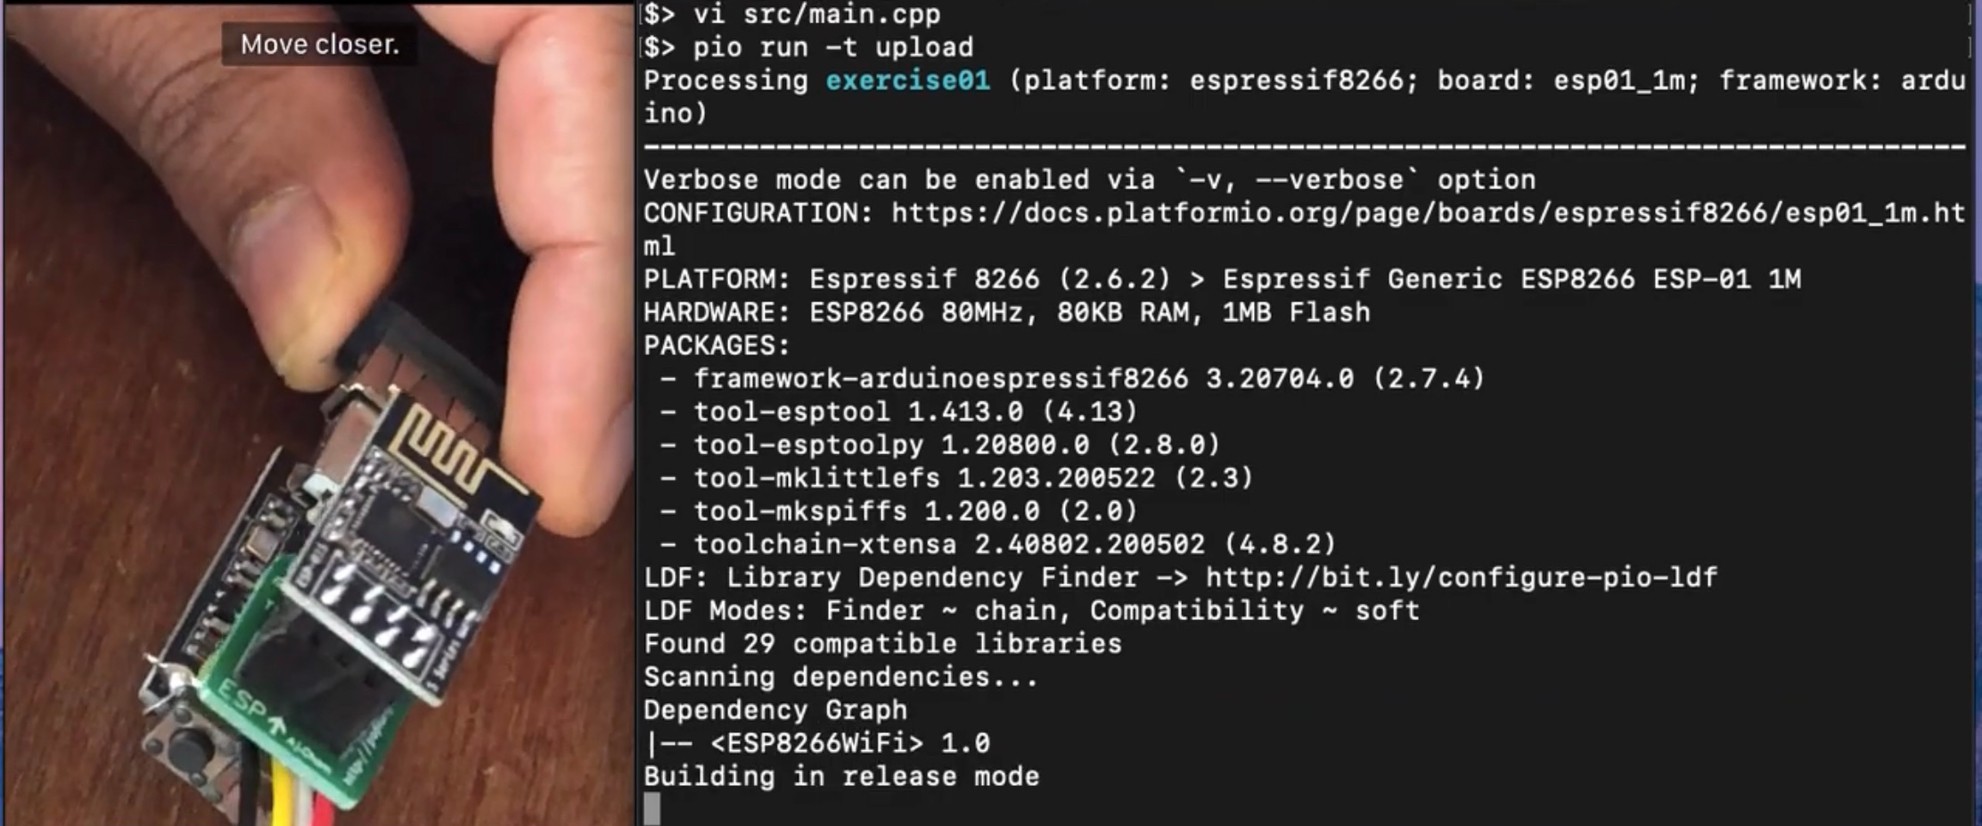 Move closer.
$> vi src/main.cpp
$> pio run -t upload
Processing exercise01 (platform: espressif8266; board: esp01_1m; framework: ardu
ino)
--------------------------------------------------------------------------------
Verbose mode can be enabled via `-v, --verbose` option
CONFIGURATION: https://docs.platformio.org/page/boards/espressif8266/esp01_1m.ht
ml
PLATFORM: Espressif 8266 (2.6.2) > Espressif Generic ESP8266 ESP-01 1M
HARDWARE: ESP8266 80MHz, 80KB RAM, 1MB Flash
PACKAGES:
 - framework-arduinoespressif8266 3.20704.0 (2.7.4)
 - tool-esptool 1.413.0 (4.13)
 - tool-esptoolpy 1.20800.0 (2.8.0)
 - tool-mklittlefs 1.203.200522 (2.3)
 - tool-mkspiffs 1.200.0 (2.0)
 - toolchain-xtensa 2.40802.200502 (4.8.2)
LDF: Library Dependency Finder -> http://bit.ly/configure-pio-ldf
LDF Modes: Finder ~ chain, Compatibility ~ soft
Found 29 compatible libraries
Scanning dependencies...
Dependency Graph
|-- <ESP8266WiFi> 1.0
Building in release mode
ESP↑